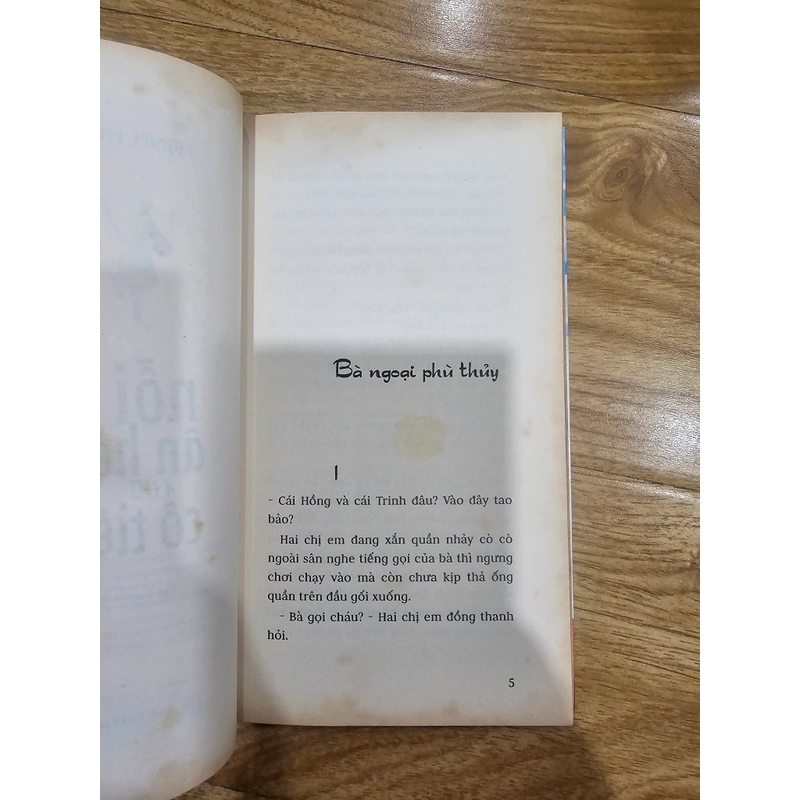 Bà ngoại phù thủy
1
- Cái Hồng và cái Trinh đâu? Vào đây tao
bảo?
Hai chị em đang xắn quần nhảy cò cò
ngoài sân nghe tiếng gọi của bà thì ngưng
chơi chạy vào mà còn chưa kịp thả ống
quần trên đầu gối xuống.
- Bà gọi cháu? - Hai chị em đồng thanh
hỏi.
5